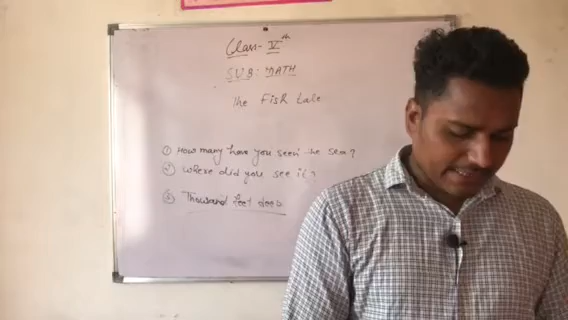 Class - Vth
SUB: MATH
The Fish tale
① How many have you seen the sea?
② Where did you see it?
③ Thousand feet deep